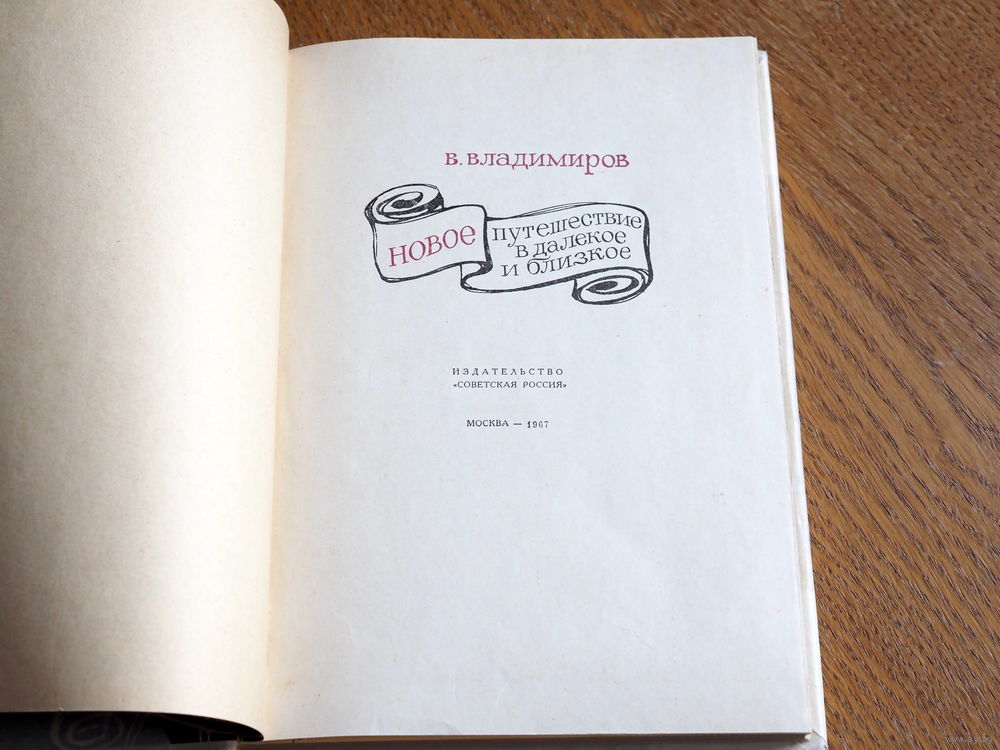 В. ВЛАДИМИРОВ
НОВОЕ
ПУТЕШЕСТВИЕ
В ДАЛЕКОЕ
И БЛИЗКОЕ
ИЗДАТЕЛЬСТВО
«СОВЕТСКАЯ РОССИЯ»
МОСКВА — 1967